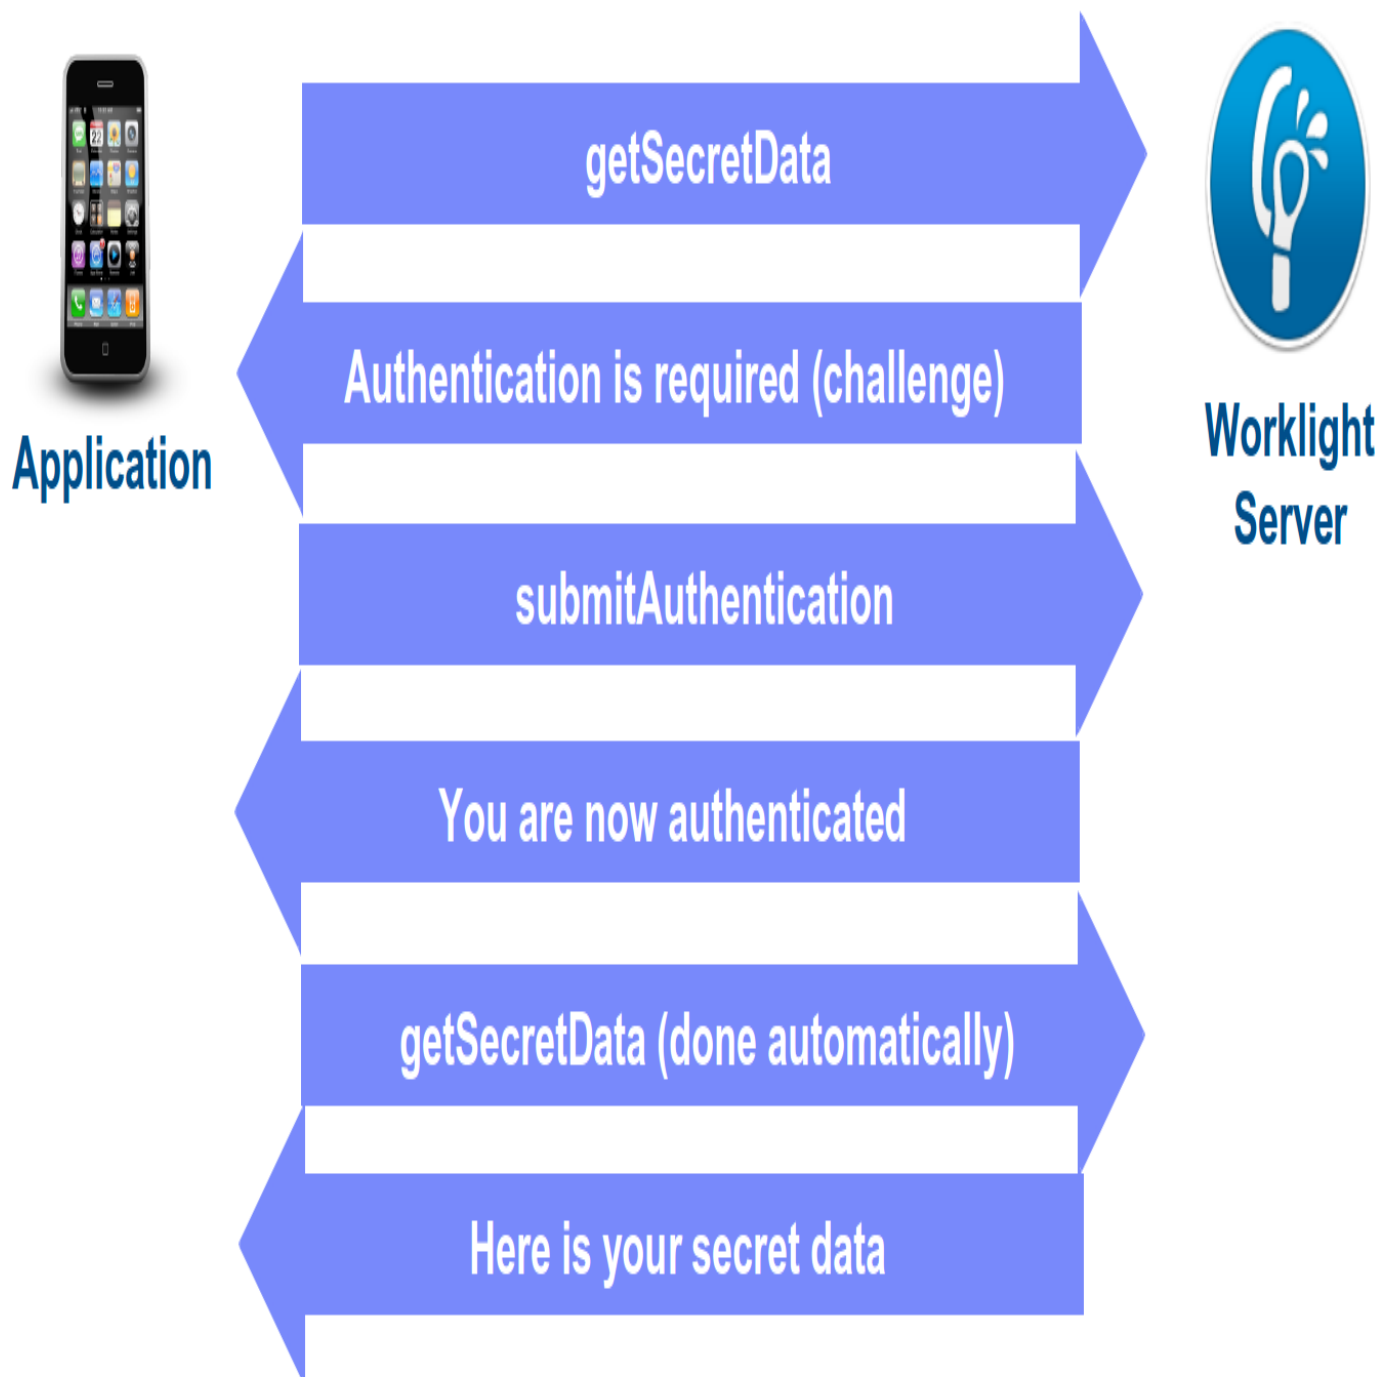 getSecretData
Authentication is required (challenge)
Application
Worklight
Server
submitAuthentication
You are now authenticated
getSecretData (done automatically)
Here is your secret data